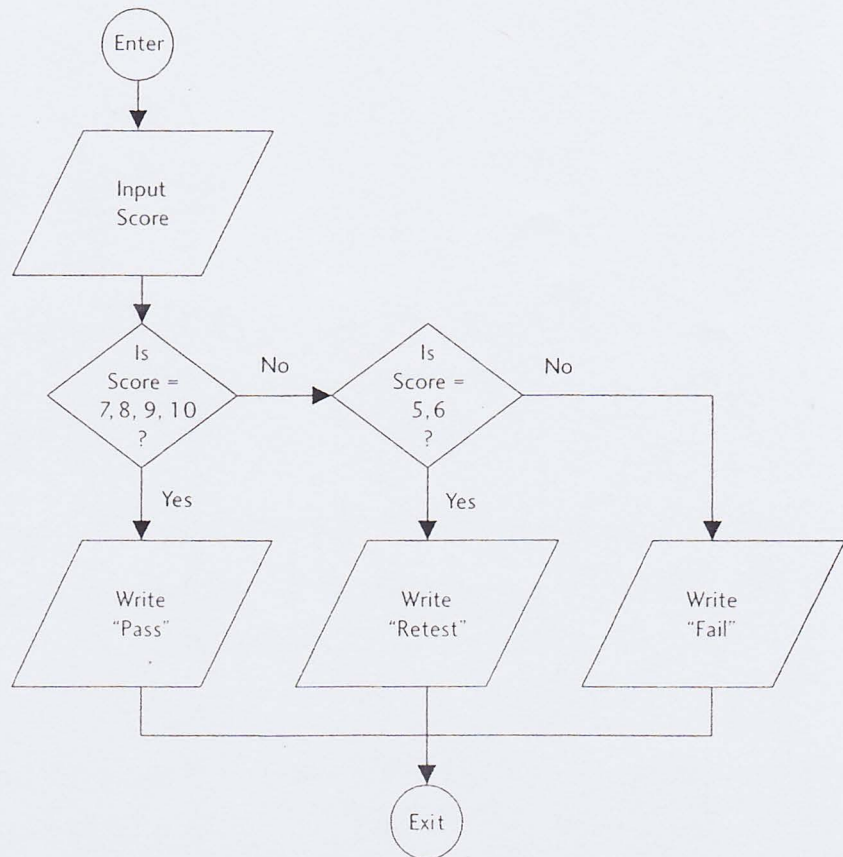 Enter
Input
Score
Is
Score =
7, 8, 9, 10
?
No
Is
Score =
5, 6
?
No
Yes
Yes
Write
"Pass"
Write
"Retest"
Write
"Fail"
Exit